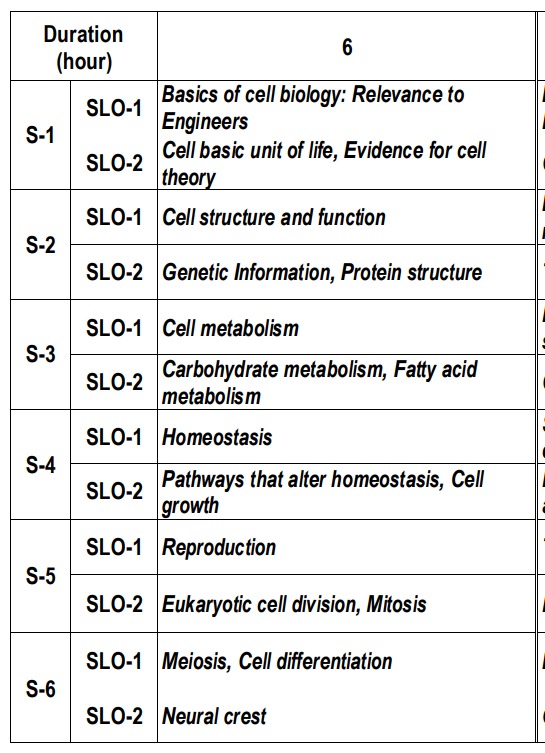 Duration
(hour)
6
S-1
SLO-1
Basics of cell biology: Relevance to
Engineers
SLO-2
Cell basic unit of life, Evidence for cell
theory
S-2
SLO-1
Cell structure and function
SLO-2
Genetic Information, Protein structure
S-3
SLO-1
Cell metabolism
SLO-2
Carbohydrate metabolism, Fatty acid
metabolism
S-4
SLO-1
Homeostasis
SLO-2
Pathways that alter homeostasis, Cell
growth
S-5
SLO-1
Reproduction
SLO-2
Eukaryotic cell division, Mitosis
S-6
SLO-1
Meiosis, Cell differentiation
SLO-2
Neural crest